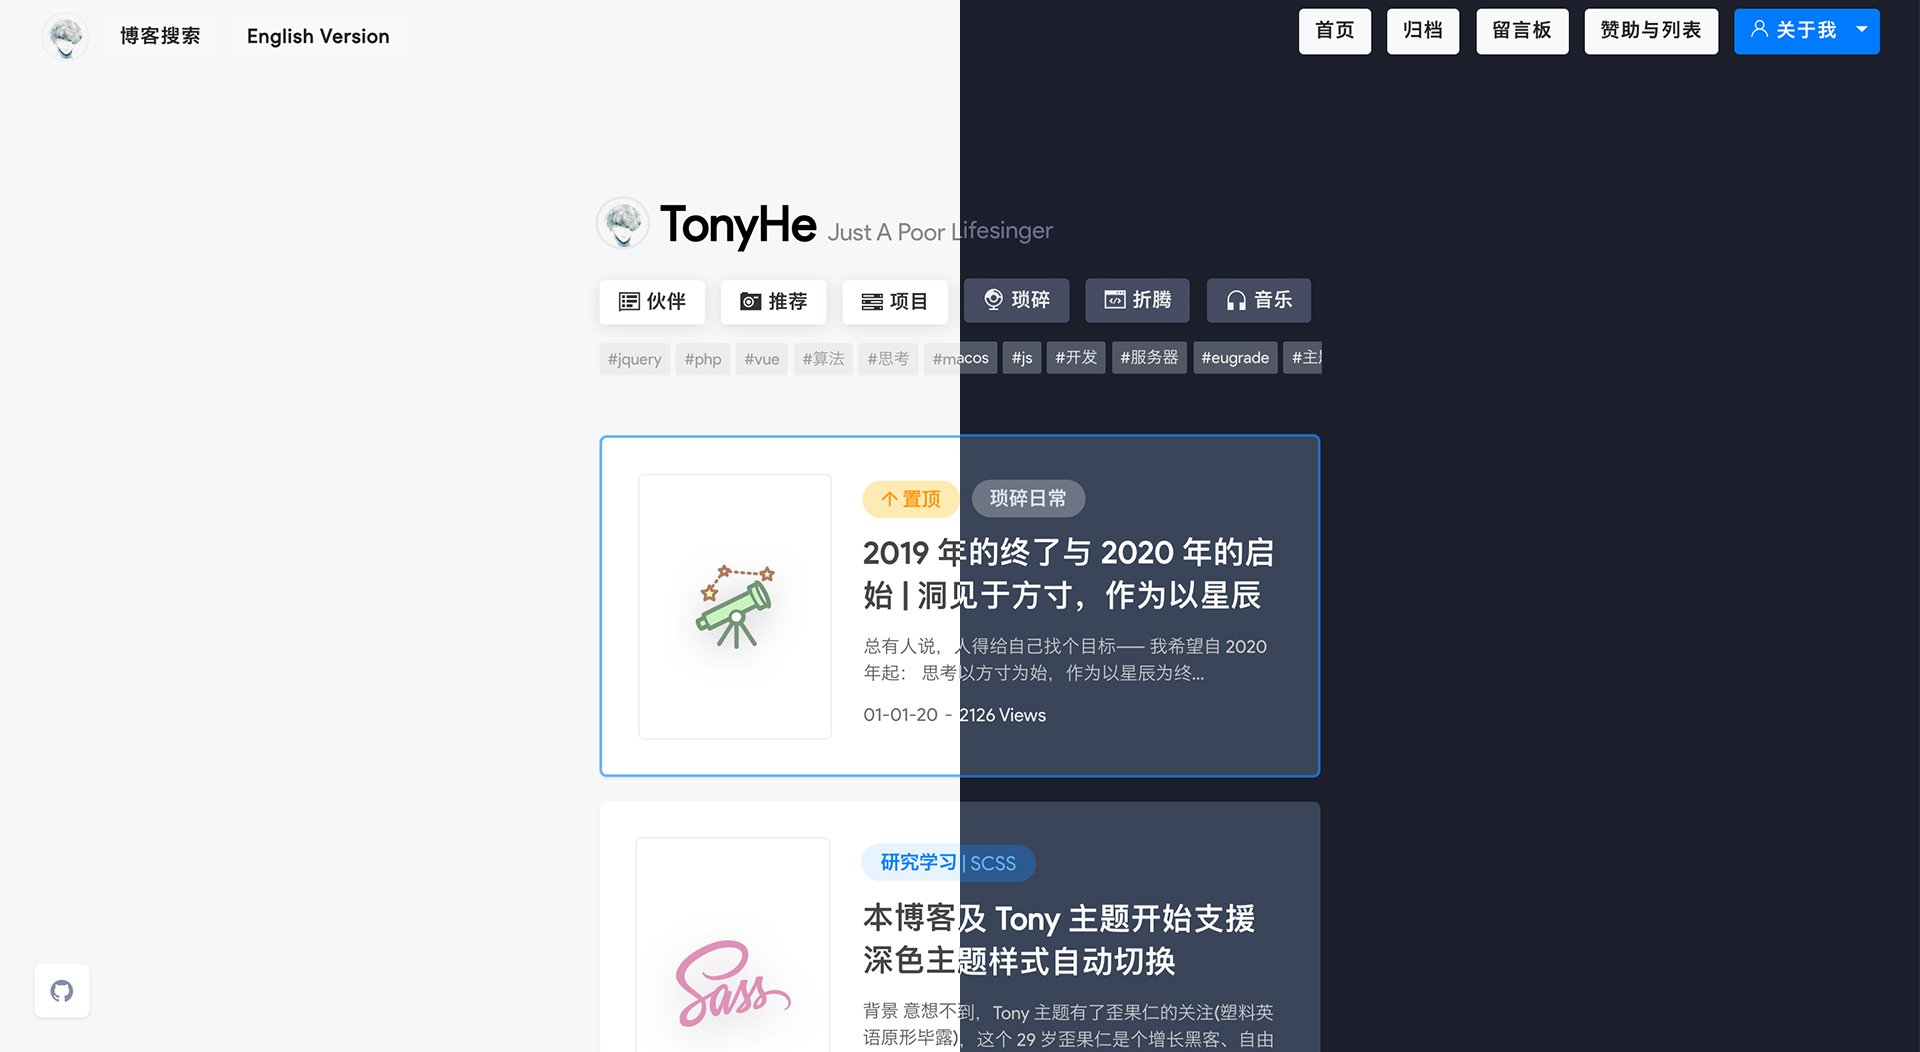 博客搜索 English Version 首页 归档 留言板 赞助与列表 关于我
TonyHe Just A Poor Lifesinger
伙伴 推荐 项目 琐碎 折腾 音乐
#jquery #php #vue #算法 #思考 #macos #js #开发 #服务器 #eugrade #主
置顶 琐碎日常
2019 年的终了与 2020 年的启
始 | 洞见于方寸，作为以星辰
总有人说，人得给自己找个目标—— 我希望自 2020
年起： 思考以方寸为始，作为以星辰为终...
01-01-20 - 2126 Views
研究学习 | SCSS
本博客及 Tony 主题开始支援
深色主题样式自动切换
Sass
背景 意想不到，Tony 主题有了歪果仁的关注(塑料英
语原形毕露)，这个 29 岁歪果仁是个增长黑客、自由